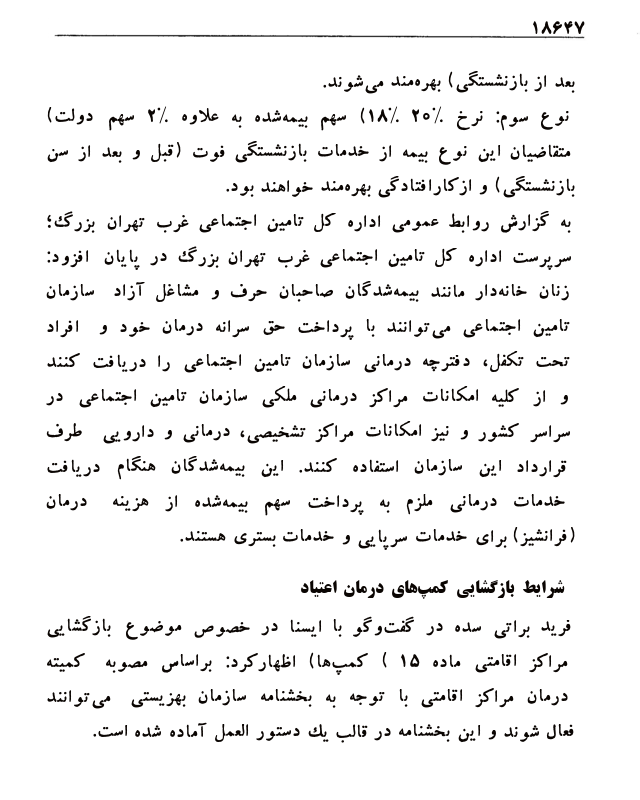 ۱۸۶۴۷
بعد از بازنشستگی) بهره‌مند می‌شوند.
نوع سوم: نرخ ۲۰٪ ۱۸٪) سهم بیمه‌شده به علاوه ۲٪ سهم دولت)
متقاضیان این نوع بیمه از خدمات بازنشستگی فوت (قبل و بعد از سن
بازنشستگی) و ازکارافتادگی بهره‌مند خواهند بود.
به گزارش روابط عمومی اداره کل تامین اجتماعی غرب تهران بزرگ؛
سرپرست اداره کل تامین اجتماعی غرب تهران بزرگ در پایان افزود:
زنان خانه‌دار مانند بیمه‌شدگان صاحبان حرف و مشاغل آزاد سازمان
تامین اجتماعی می‌توانند با پرداخت حق سرانه درمان خود و افراد
تحت تکفل، دفترچه درمانی سازمان تامین اجتماعی را دریافت کنند
و از کلیه امکانات مراکز درمانی ملکی سازمان تامین اجتماعی در
سراسر کشور و نیز امکانات مراکز تشخیصی، درمانی و دارویی طرف
قرارداد این سازمان استفاده کنند. این بیمه‌شدگان هنگام دریافت
خدمات درمانی ملزم به پرداخت سهم بیمه‌شده از هزینه درمان
(فرانشیز) برای خدمات سرپایی و خدمات بستری هستند.
شرایط بازگشایی کمپ‌های درمان اعتیاد
فرید براتی سده در گفت‌وگو با ایسنا در خصوص موضوع بازگشایی
مراکز اقامتی ماده ۱۵ ) کمپ‌ها) اظهارکرد: براساس مصوبه کمیته
درمان مراکز اقامتی با توجه به بخشنامه سازمان بهزیستی می‌توانند
فعال شوند و این بخشنامه در قالب یك دستور العمل آماده شده است.